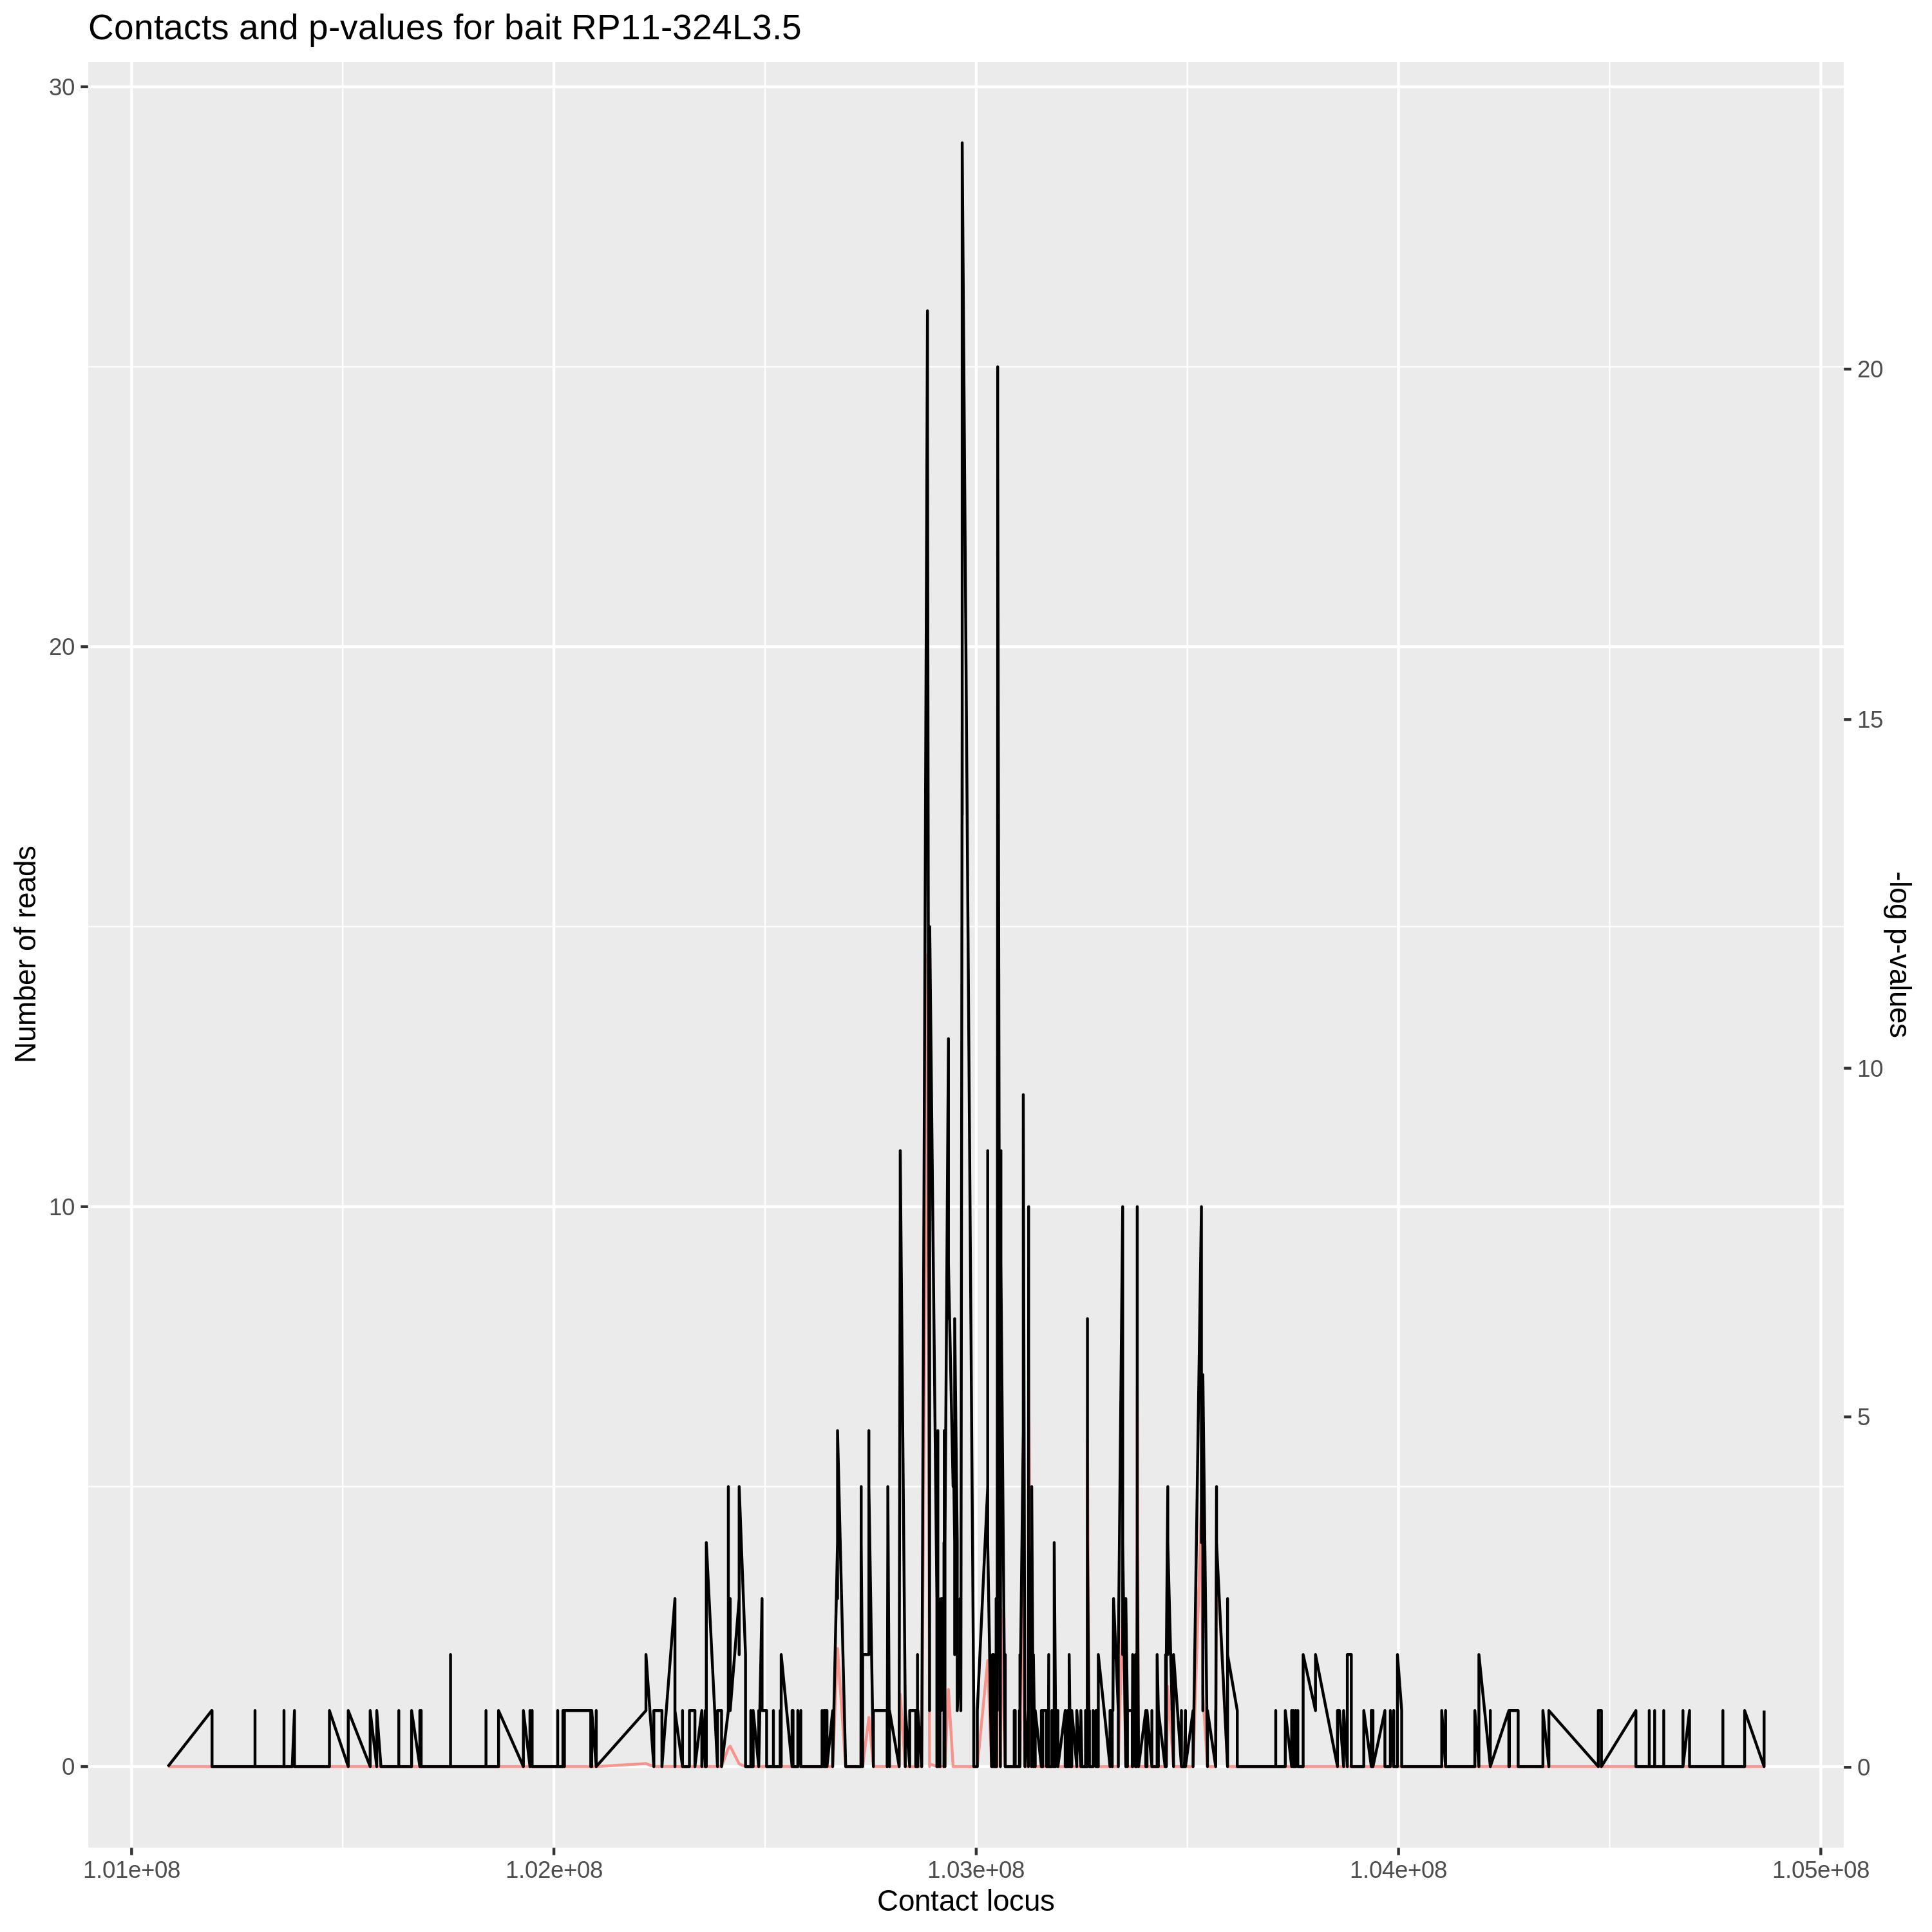 Contacts and p-values for bait RP11-324L3.5
30
20
10
0
Number of reads
20
15
10
5
0
-log p-values
1.01e+08
1.02e+08
1.03e+08
1.04e+08
1.05e+08
Contact locus